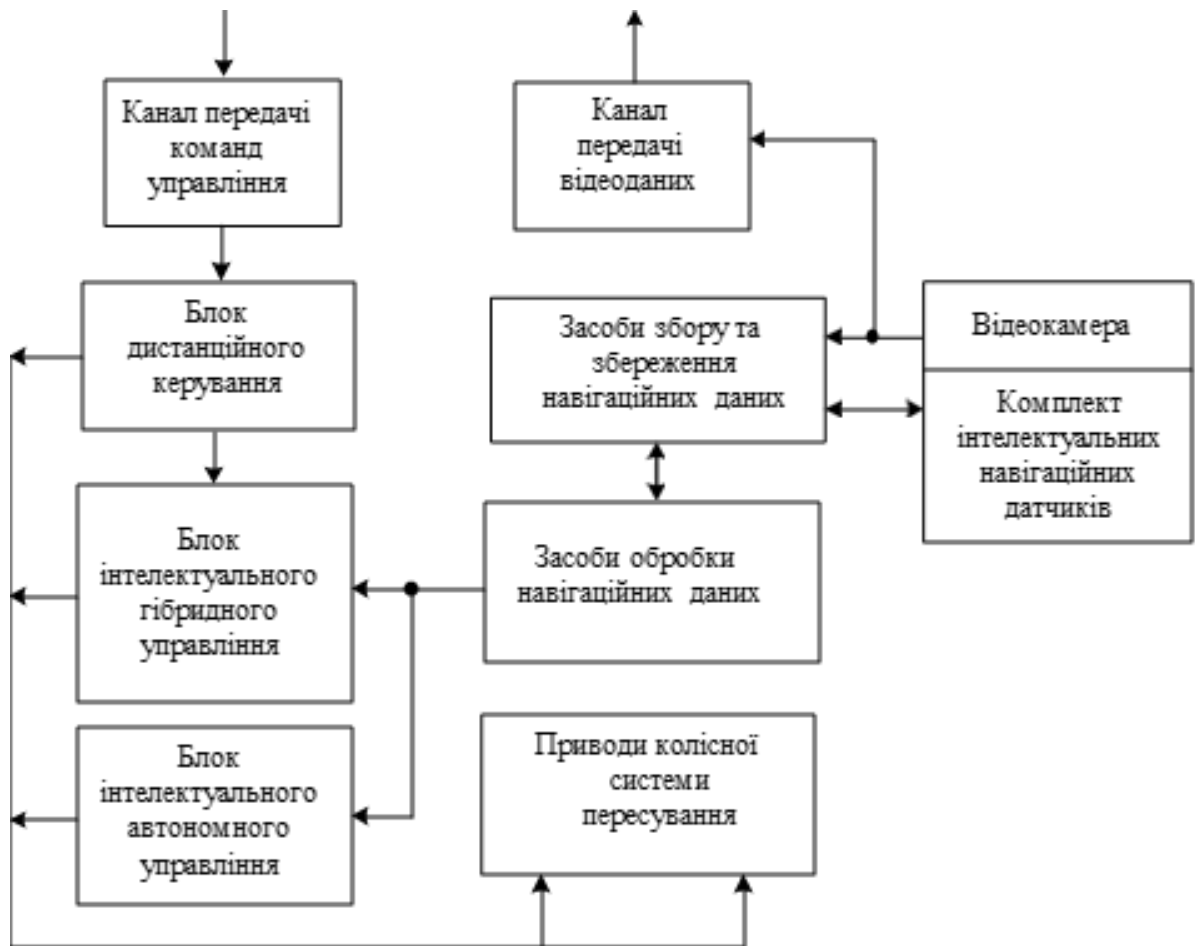 Канал передачі
команд
управління
Канал
передачі
відеоданих
Блок
дистанційного
керування
Засоби збору та
збереження
навігаційних даних
Відеокамера
Комплект
інтелектуальних
навігаційних
датчиків
Блок
інтелектуального
гібридного
управління
Засоби обробки
навігаційних даних
Блок
інтелектуального
автономного
управління
Приводи колісної
системи
пересування